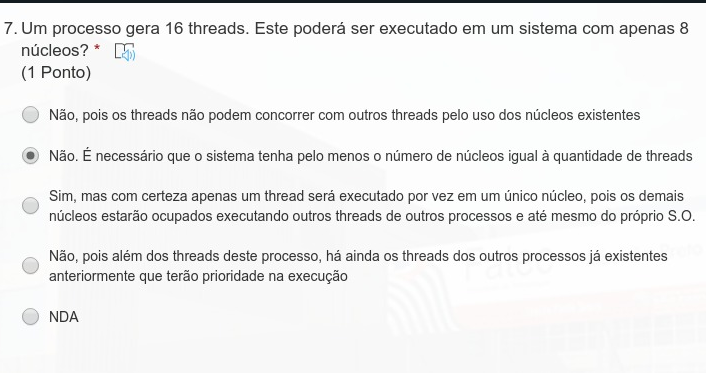 7. Um processo gera 16 threads. Este poderá ser executado em um sistema com apenas 8
núcleos? *
(1 Ponto)
Não, pois os threads não podem concorrer com outros threads pelo uso dos núcleos existentes
Não. É necessário que o sistema tenha pelo menos o número de núcleos igual à quantidade de threads
Sim, mas com certeza apenas um thread será executado por vez em um único núcleo, pois os demais
núcleos estarão ocupados executando outros threads de outros processos e até mesmo do próprio S.O.
Não, pois além dos threads deste processo, há ainda os threads dos outros processos já existentes
anteriormente que terão prioridade na execução
NDA